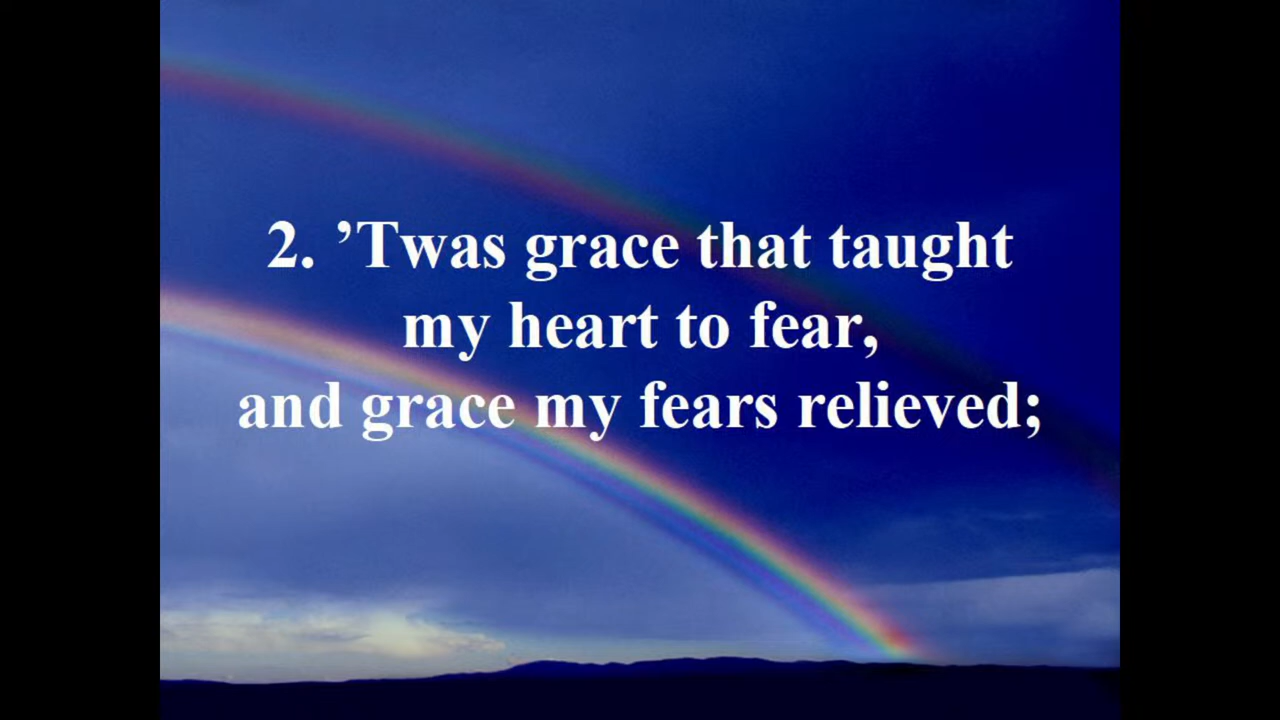 2. ’Twas grace that taught
my heart to fear,
and grace my fears relieved;